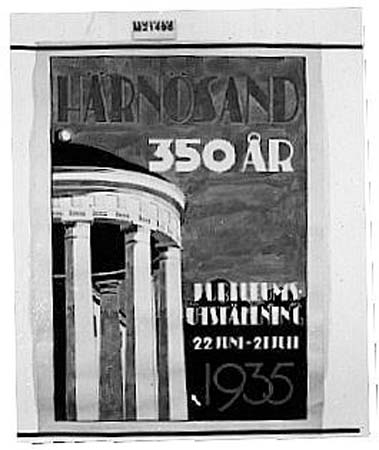 HÄRNÖSAND
350 ÅR
JUBILEUMS-
UTSTÄLLNING
22 JUNI-21 JULI
1935